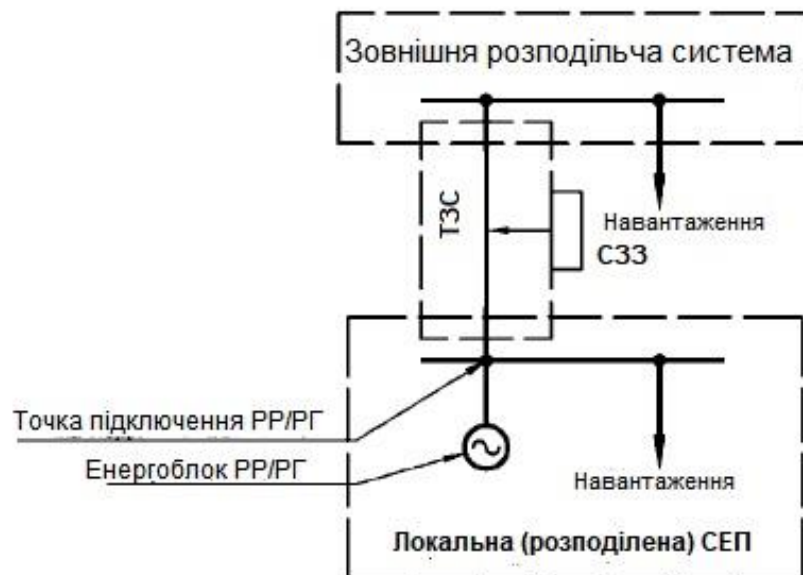 Зовнішня розподільча система
ТЗС
Навантаження
СЗЗ
Точка підключення РР/РГ
Енергоблок РР/РГ
Навантаження
Локальна (розподілена) СЕП